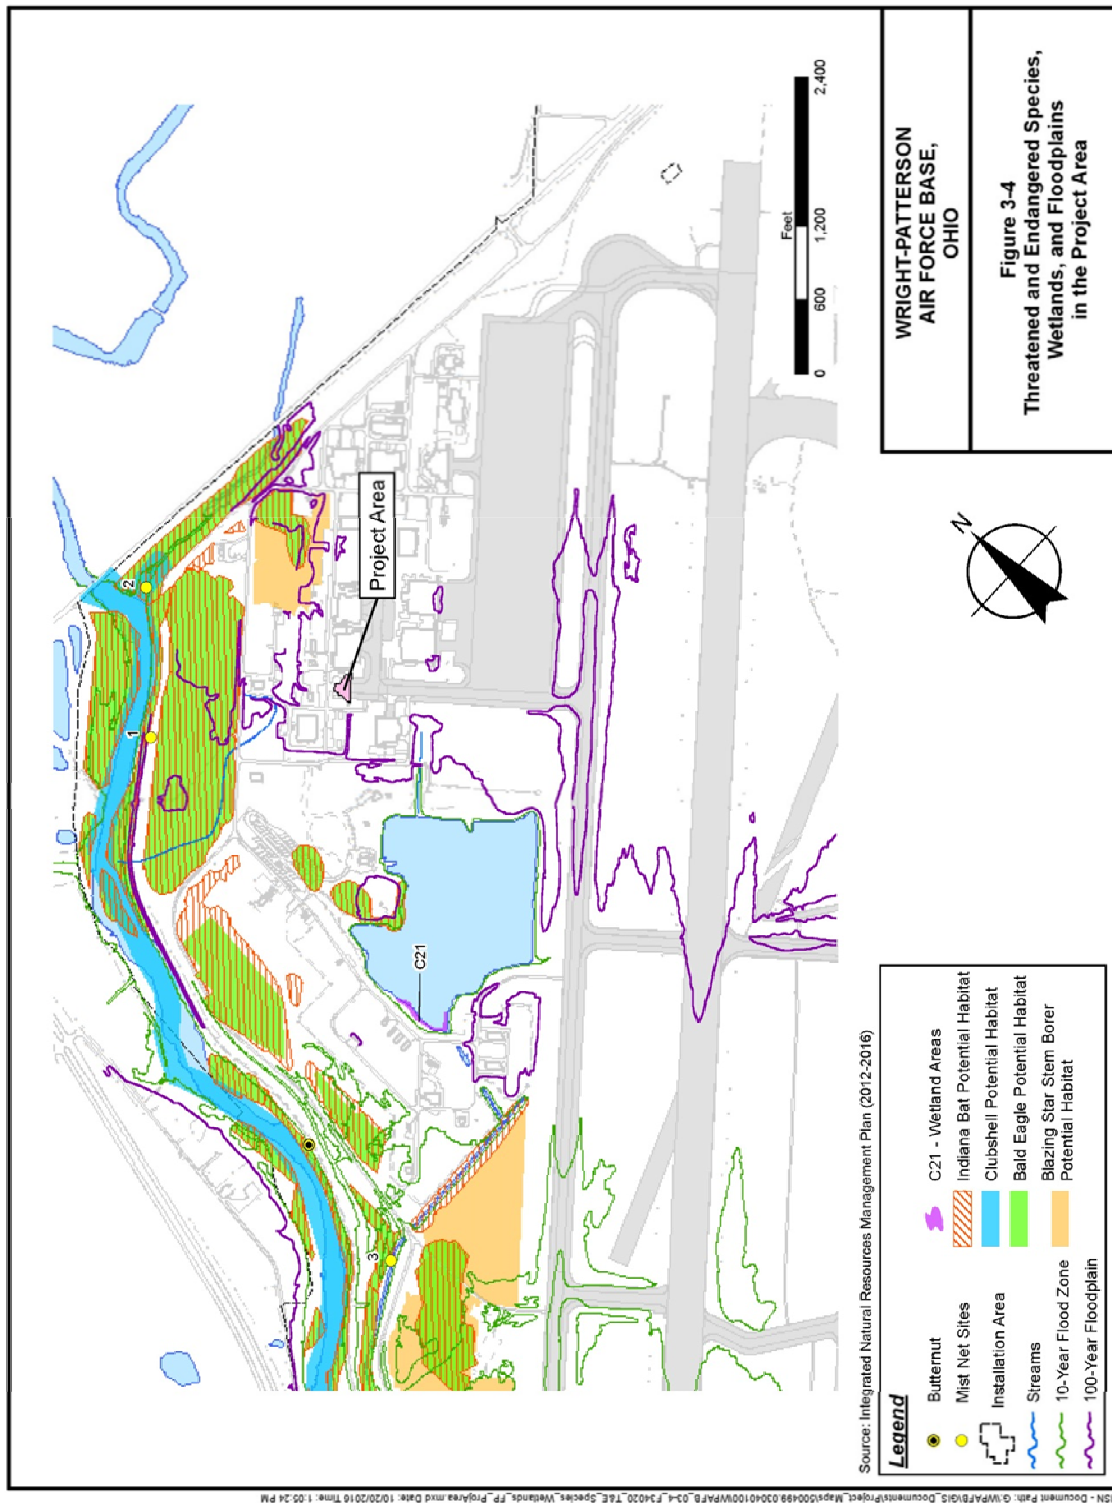 WRIGHT-PATTERSON
AIR FORCE BASE,
OHIO
Figure 3-4
Threatened and Endangered Species,
Wetlands, and Floodplains
in the Project Area
Feet
0
600
1,200
2,400
N
Project Area
C21
1
2
3
Source: Integrated Natural Resources Management Plan (2012-2016)
Legend
Butternut
Mist Net Sites
Installation Area
Streams
10-Year Flood Zone
100-Year Floodplain
C21 - Wetland Areas
Indiana Bat Potential Habitat
Clubshell Potential Habitat
Bald Eagle Potential Habitat
Blazing Star Stem Borer
Potential Habitat